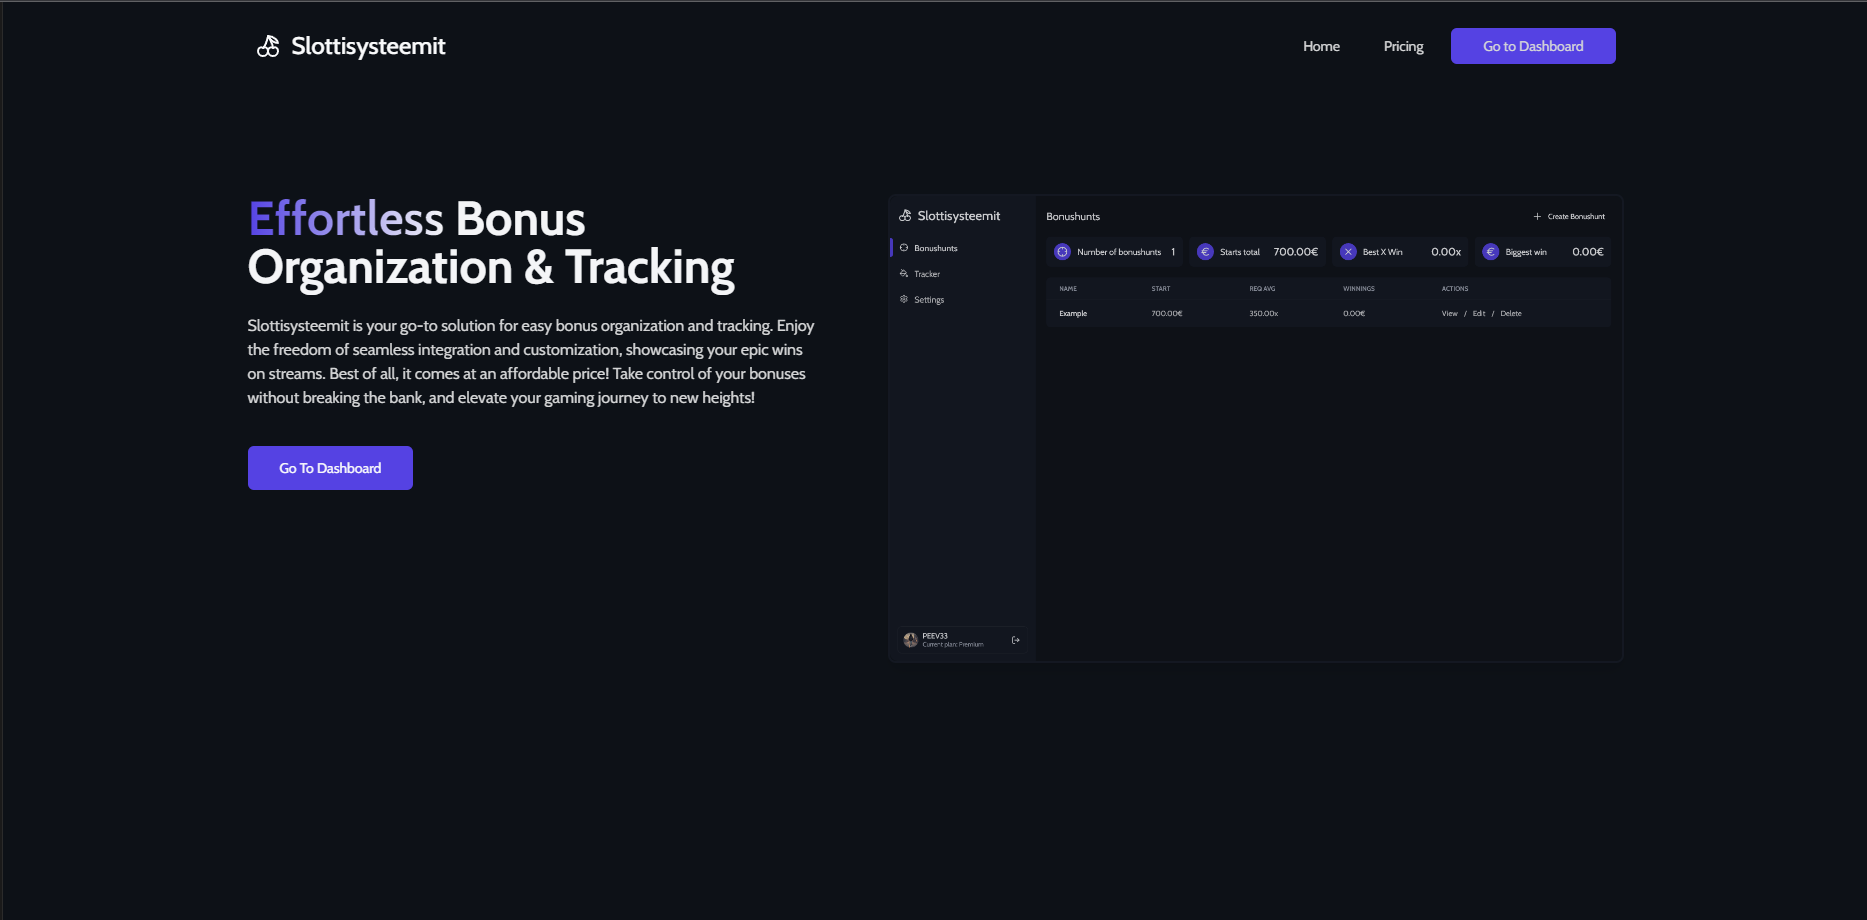 Slottisysteemit
Home Pricing Go to Dashboard
Effortless Bonus
Organization & Tracking
Slottisysteemit is your go-to solution for easy bonus organization and tracking. Enjoy
the freedom of seamless integration and customization, showcasing your epic wins
on streams. Best of all, it comes at an affordable price! Take control of your bonuses
without breaking the bank, and elevate your gaming journey to new heights!
Go To Dashboard
Slottisysteemit
Bonushunts
Tracker
Settings
PEEV33
Current plan: Premium
Bonushunts + Create Bonushunt
Number of bonushunts 1 € Starts total 700.00€ Best X Win 0.00x € Biggest win 0.00€
NAME START REQ AVG WINNINGS ACTIONS
Example 700.00€ 350.00x 0.00€ View / Edit / Delete